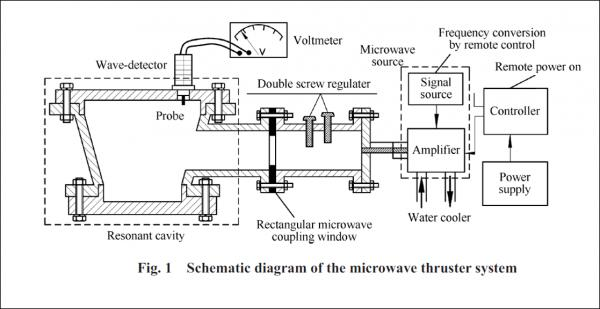 Wave-detector
Voltmeter
V
Frequency conversion
by remote control
Microwave
source
Remote power on
Double screw regulater
Signal
source
Controller
Probe
Amplifier
Power
supply
Water cooler
Rectangular microwave
coupling window
Resonant cavity
Fig. 1 Schematic diagram of the microwave thruster system